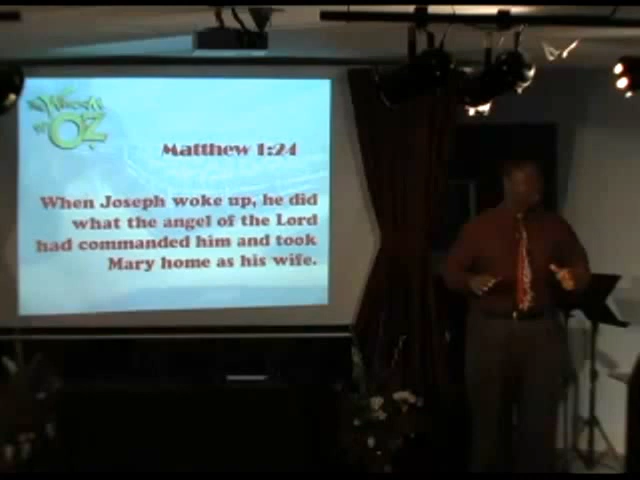 THE WIZARD
OF OZ
Matthew 1:24
When Joseph woke up, he did
what the angel of the Lord
had commanded him and took
Mary home as his wife.